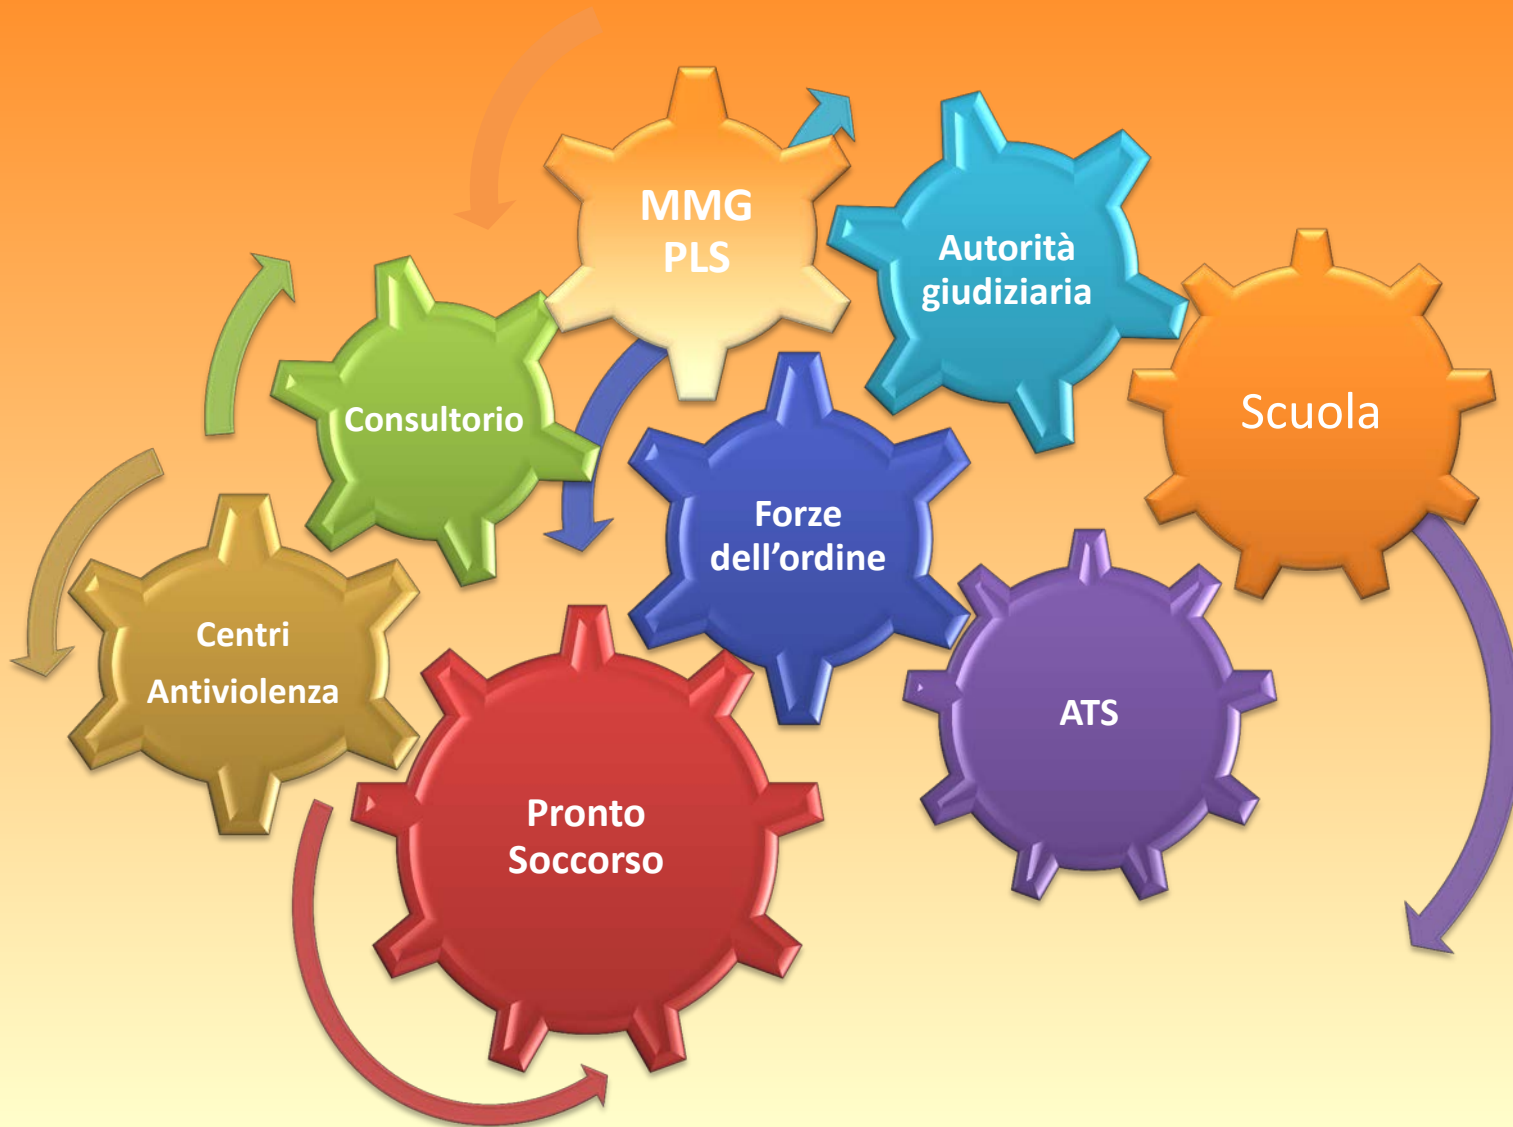 MMG
PLS
Autorità
giudiziaria
Scuola
Consultorio
Forze
dell’ordine
Centri
Antiviolenza
ATS
Pronto
Soccorso